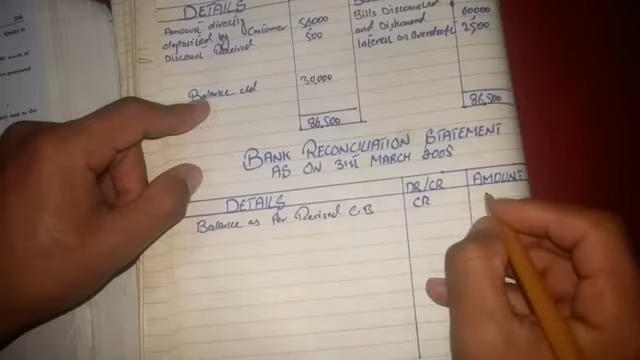 DETAILS
Amount directly 56000
deposited by Customer
Discount Received 500
Bills Discounted 60000
and Dishonored
Interest on Overdraft 2500
Balance c/d 30,000
86,500 86,500
BANK RECONCILIATION STATEMENT
AS ON 31ST MARCH 2005
DETAILS DR/CR AMOUNT
Balance as Per Revised C.B CR